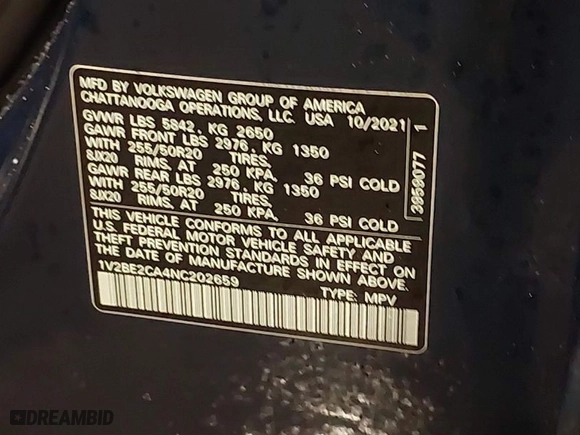 MFD BY VOLKSWAGEN GROUP OF AMERICA
CHATTANOOGA OPERATIONS, LLC. USA 10/2021
GVWR LBS 5842, KG 2650
GAWR FRONT LBS 2976, KG 1350
WITH 255/50R20 TIRES,
8JX20 RIMS, AT 250 KPA, 36 PSI COLD
GAWR REAR LBS 2976, KG 1350
WITH 255/50R20 TIRES,
8JX20 RIMS, AT 250 KPA, 36 PSI COLD
THIS VEHICLE CONFORMS TO ALL APPLICABLE
U.S. FEDERAL MOTOR VEHICLE SAFETY AND
THEFT PREVENTION STANDARDS IN EFFECT ON
THE DATE OF MANUFACTURE SHOWN ABOVE.
1V2BE2CA4NC202659
TYPE: MPV
3959077 1
DREAMBID